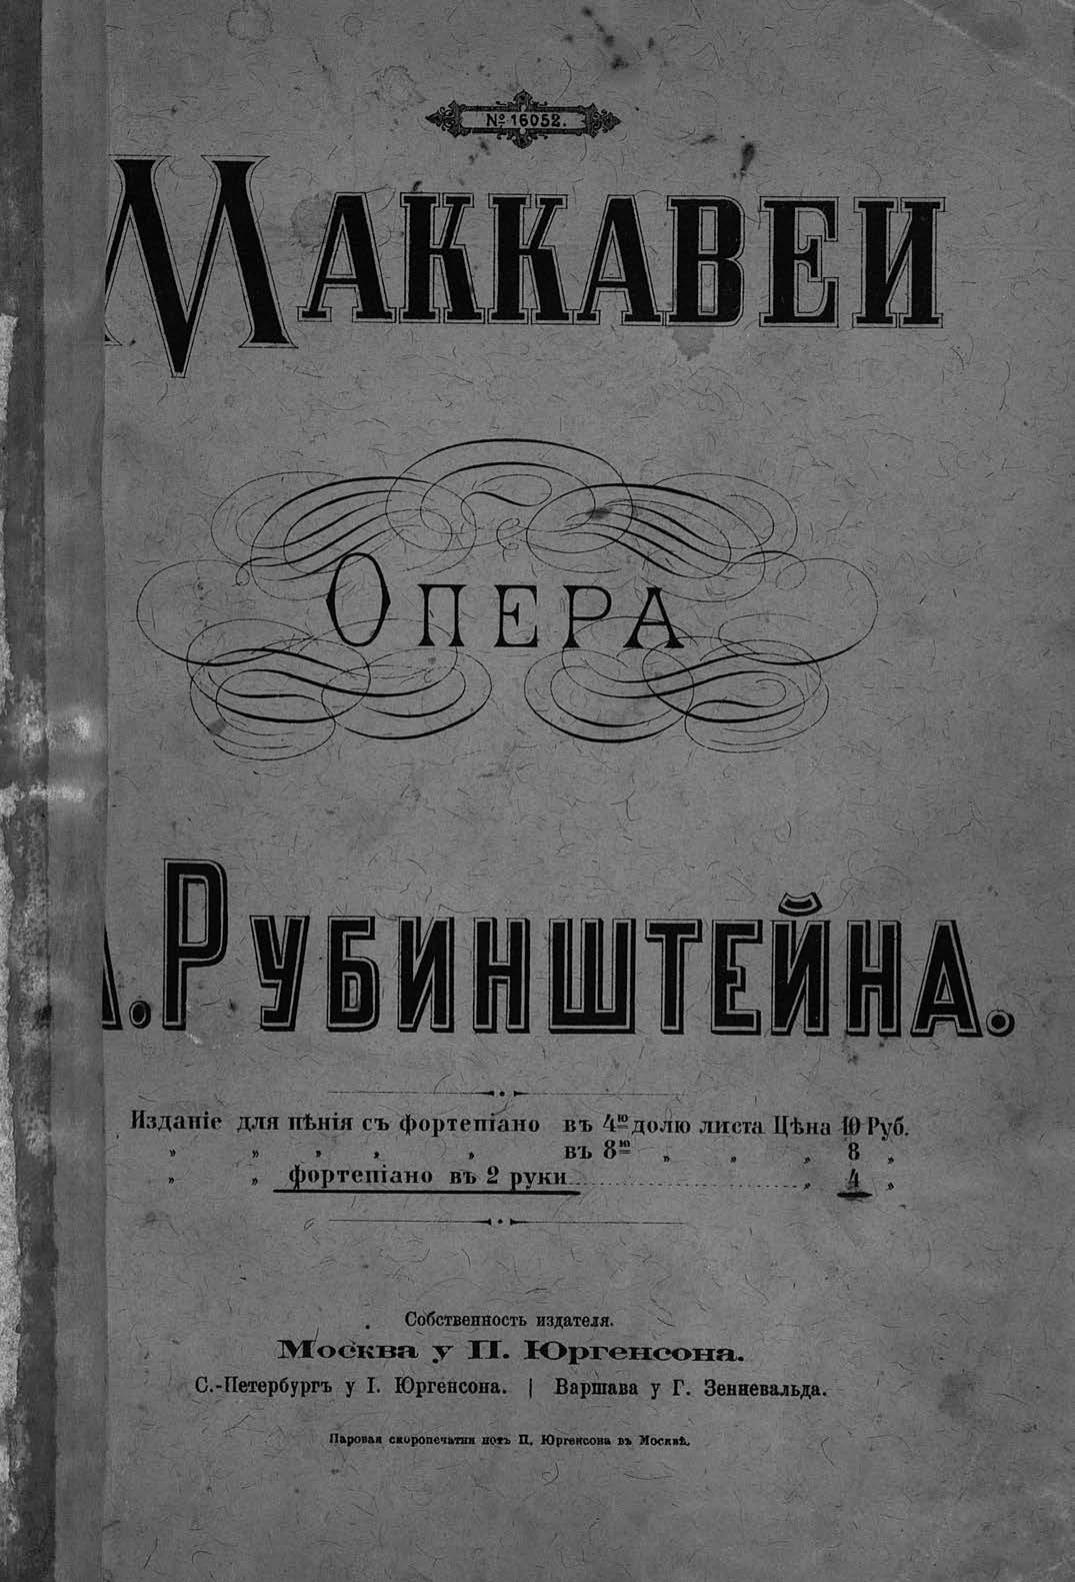 № 16052.
МАККАВЕИ
ОПЕРА
А. РУБИНШТЕЙНА.
Изданіе для пѣнія съ фортепіано въ 4ю долю листа Цѣна 10 Руб.
" " " " " въ 8ю " " " 8 "
" " фортепіано въ 2 руки " 4 "
Собственность издателя.
Москва у П. Юргенсона.
С.-Петербургъ у І. Юргенсона. | Варшава у Г. Зенневальда.
Паровая скоропечатня нотъ П. Юргенсона въ Москвѣ.